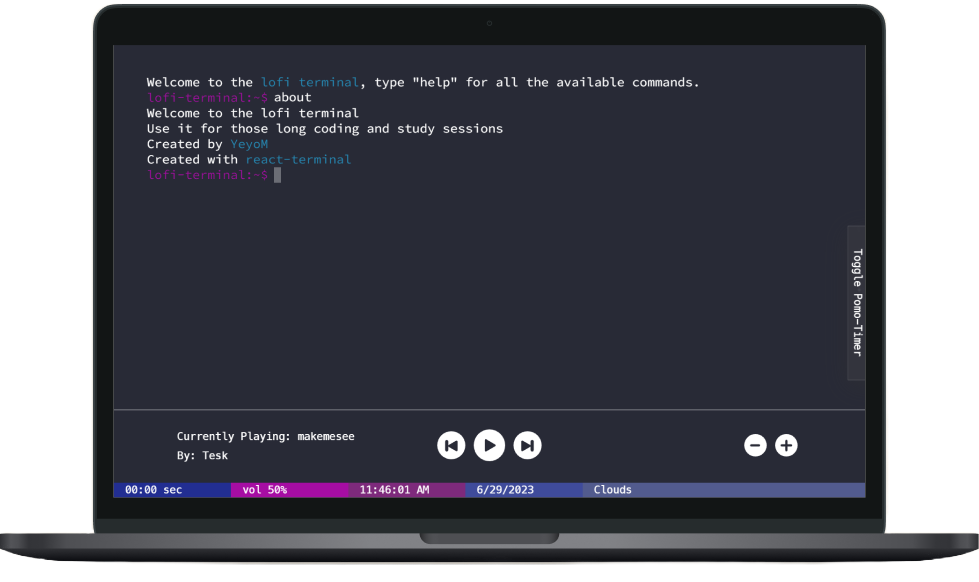 Welcome to the lofi terminal, type "help" for all the available commands.
lofi-terminal:~$ about
Welcome to the lofi terminal
Use it for those long coding and study sessions
Created by YeyoM
Created with react-terminal
lofi-terminal:~$
Toggle Pomo-Timer
Currently Playing: makemesee
By: Tesk
00:00 sec vol 50% 11:46:01 AM 6/29/2023 Clouds